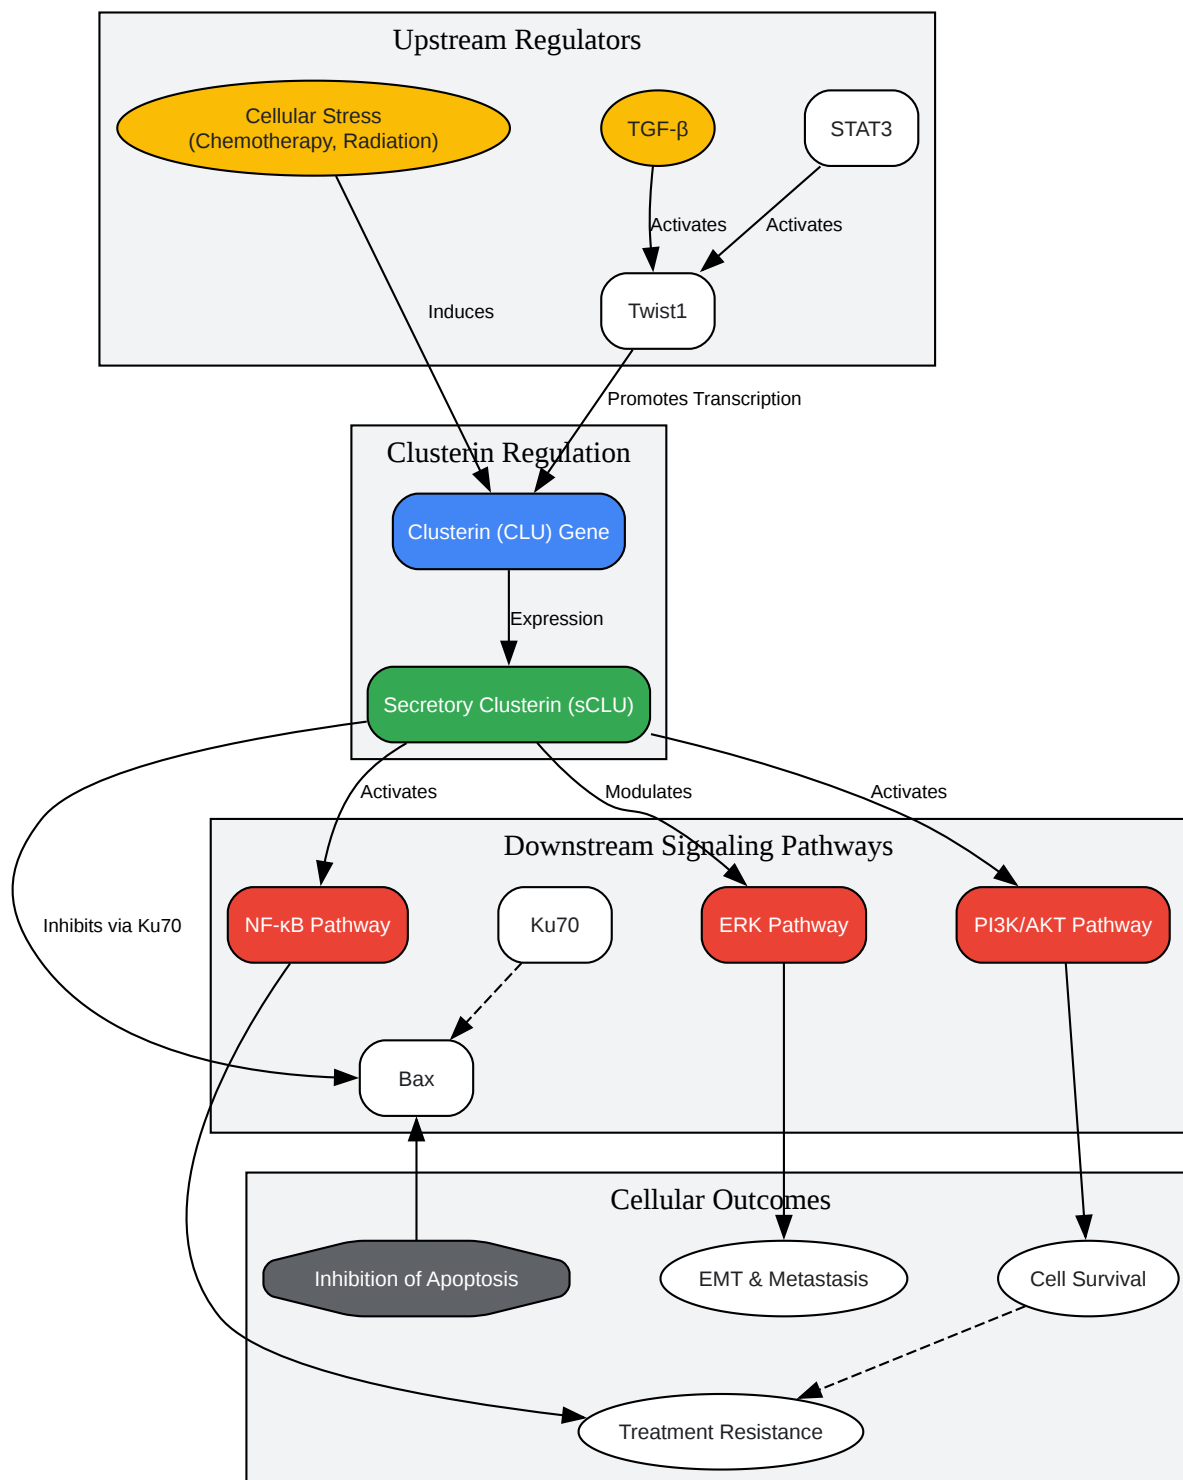 Upstream Regulators
Cellular Stress
(Chemotherapy, Radiation)
TGF-β
STAT3
Activates
Activates
Twist1
Induces
Promotes Transcription
Clusterin Regulation
Clusterin (CLU) Gene
Expression
Secretory Clusterin (sCLU)
Activates
Modulates
Activates
Downstream Signaling Pathways
Inhibits via Ku70
NF-κB Pathway
Ku70
ERK Pathway
PI3K/AKT Pathway
Bax
Cellular Outcomes
Inhibition of Apoptosis
EMT & Metastasis
Cell Survival
Treatment Resistance